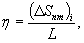 η = (ΔS_nm)_i / L ,